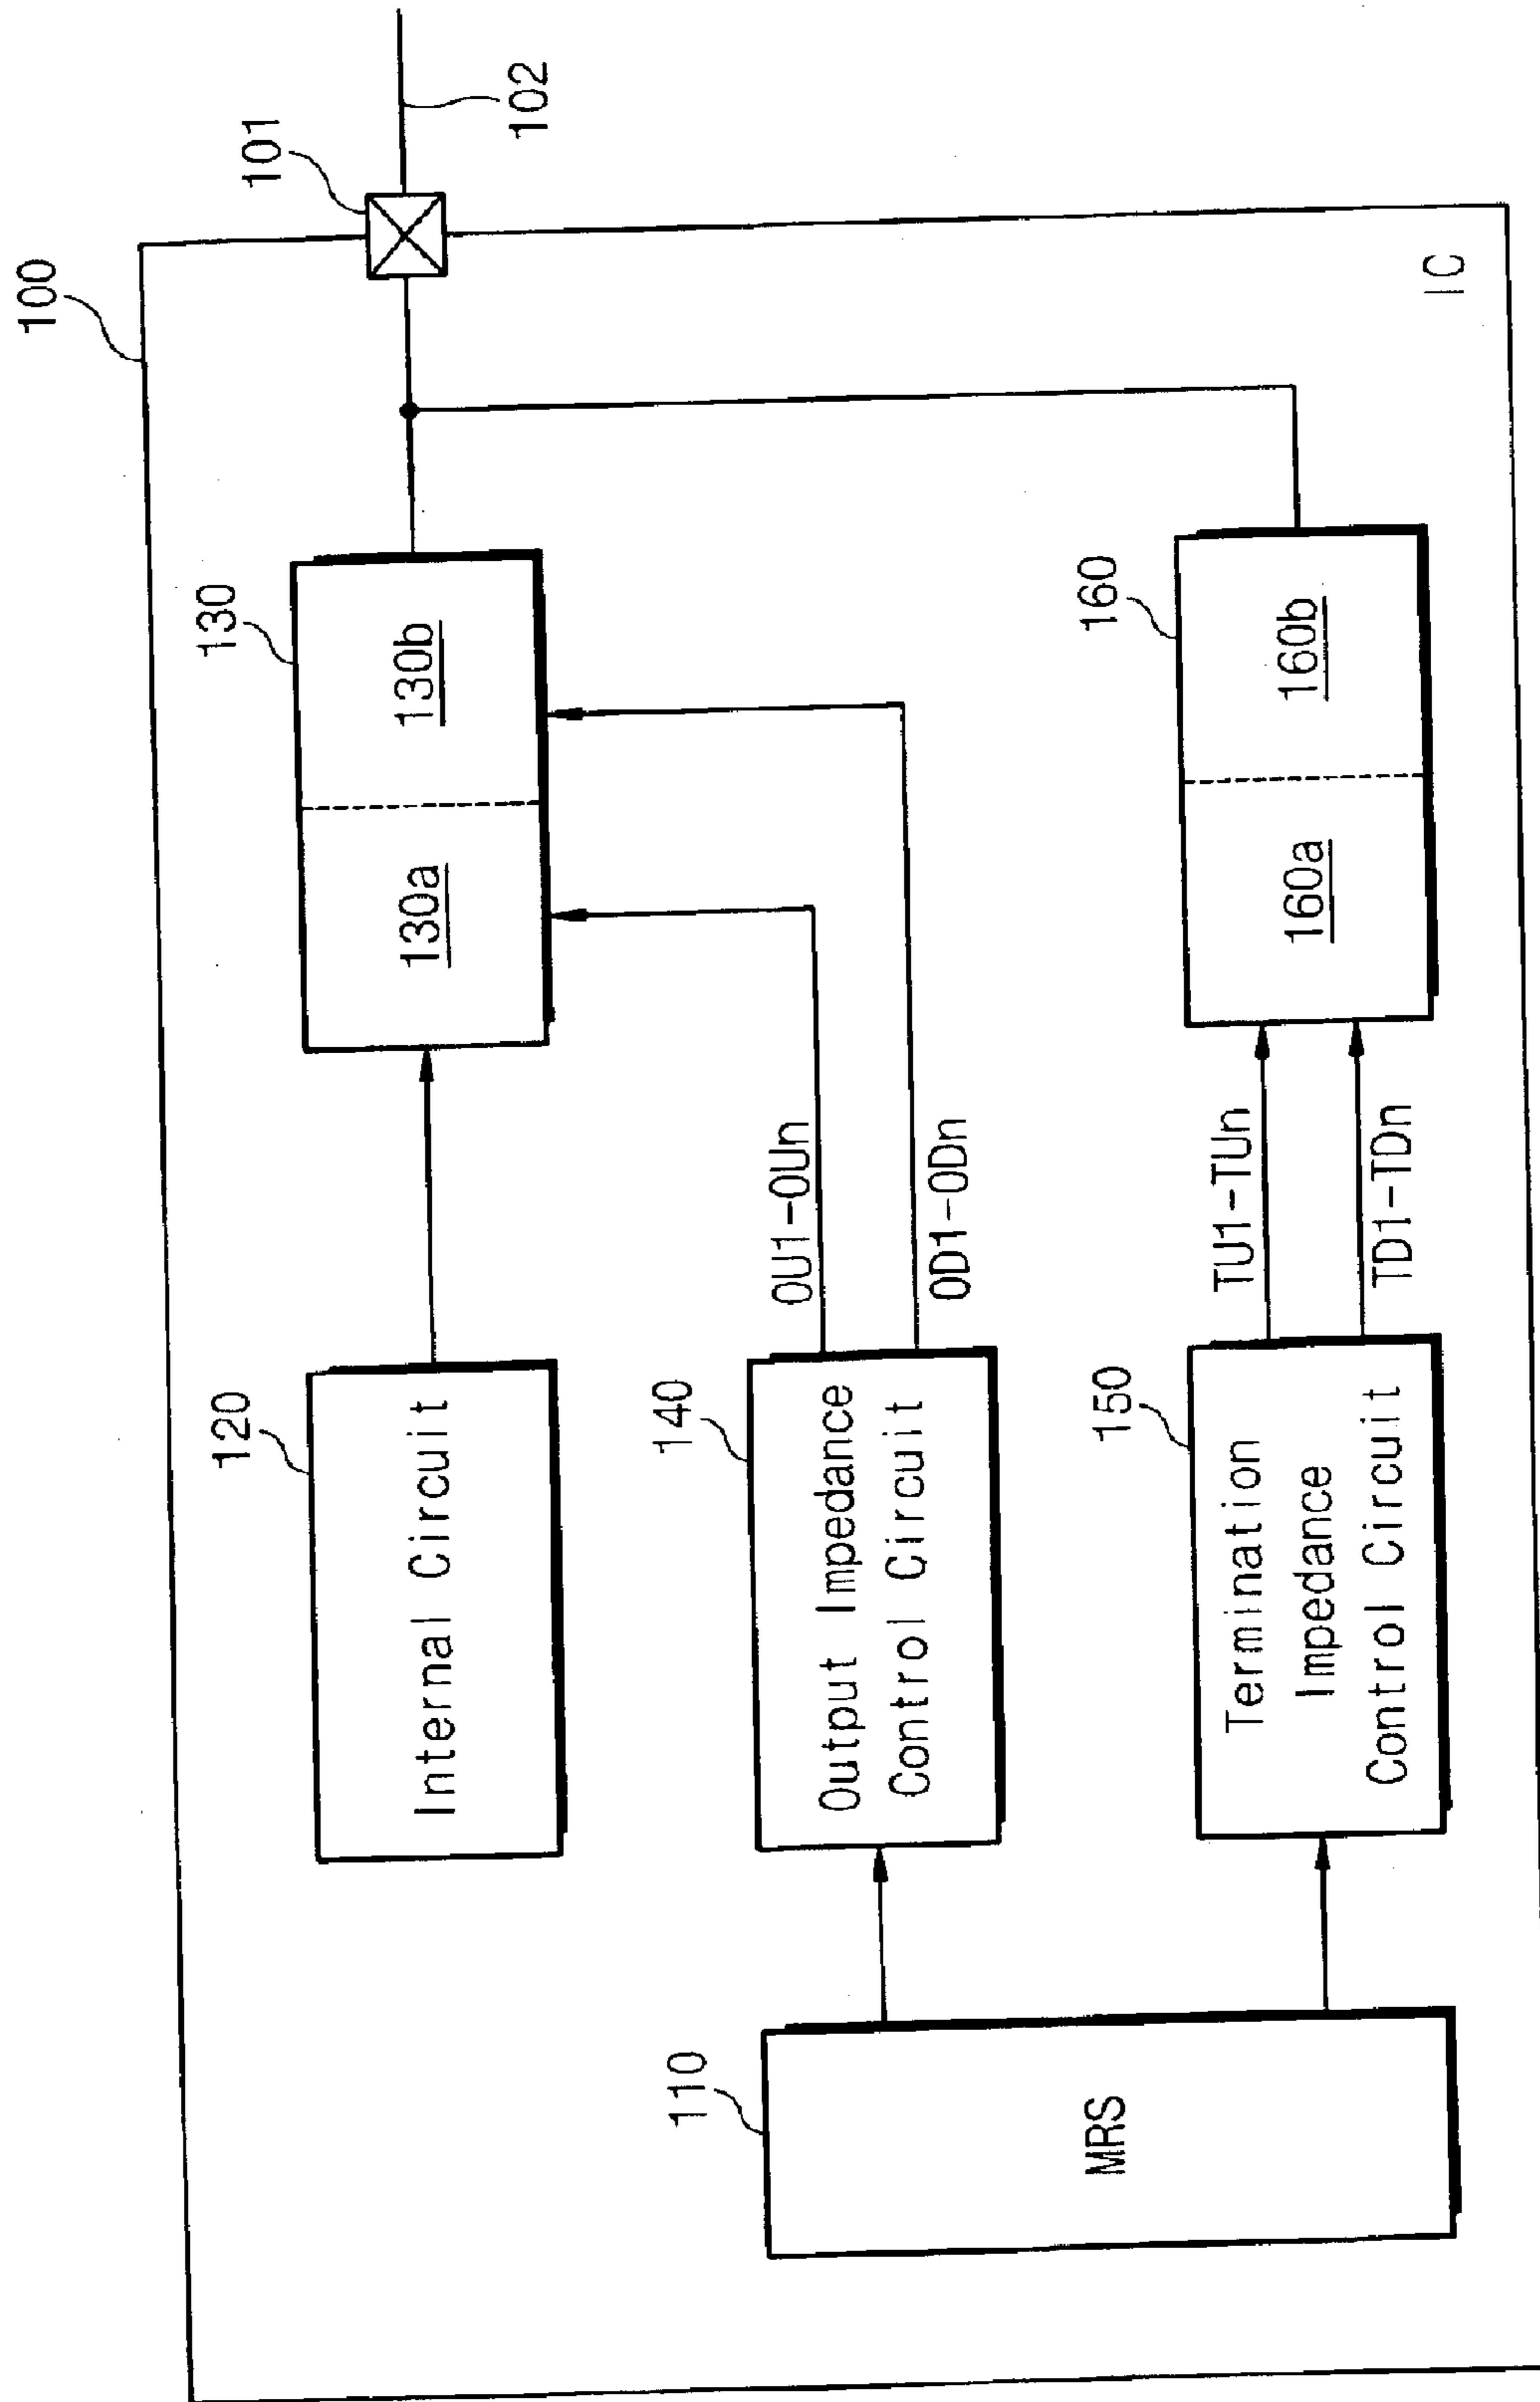 100
101
102
120
Internal Circuit
130
130a
130b
110
MRS
140
Output Impedance
Control Circuit
OU1-OUn
OD1-ODn
150
Termination
Impedance
Control Circuit
TU1-TUn
TD1-TDn
160
160a
160b
IC